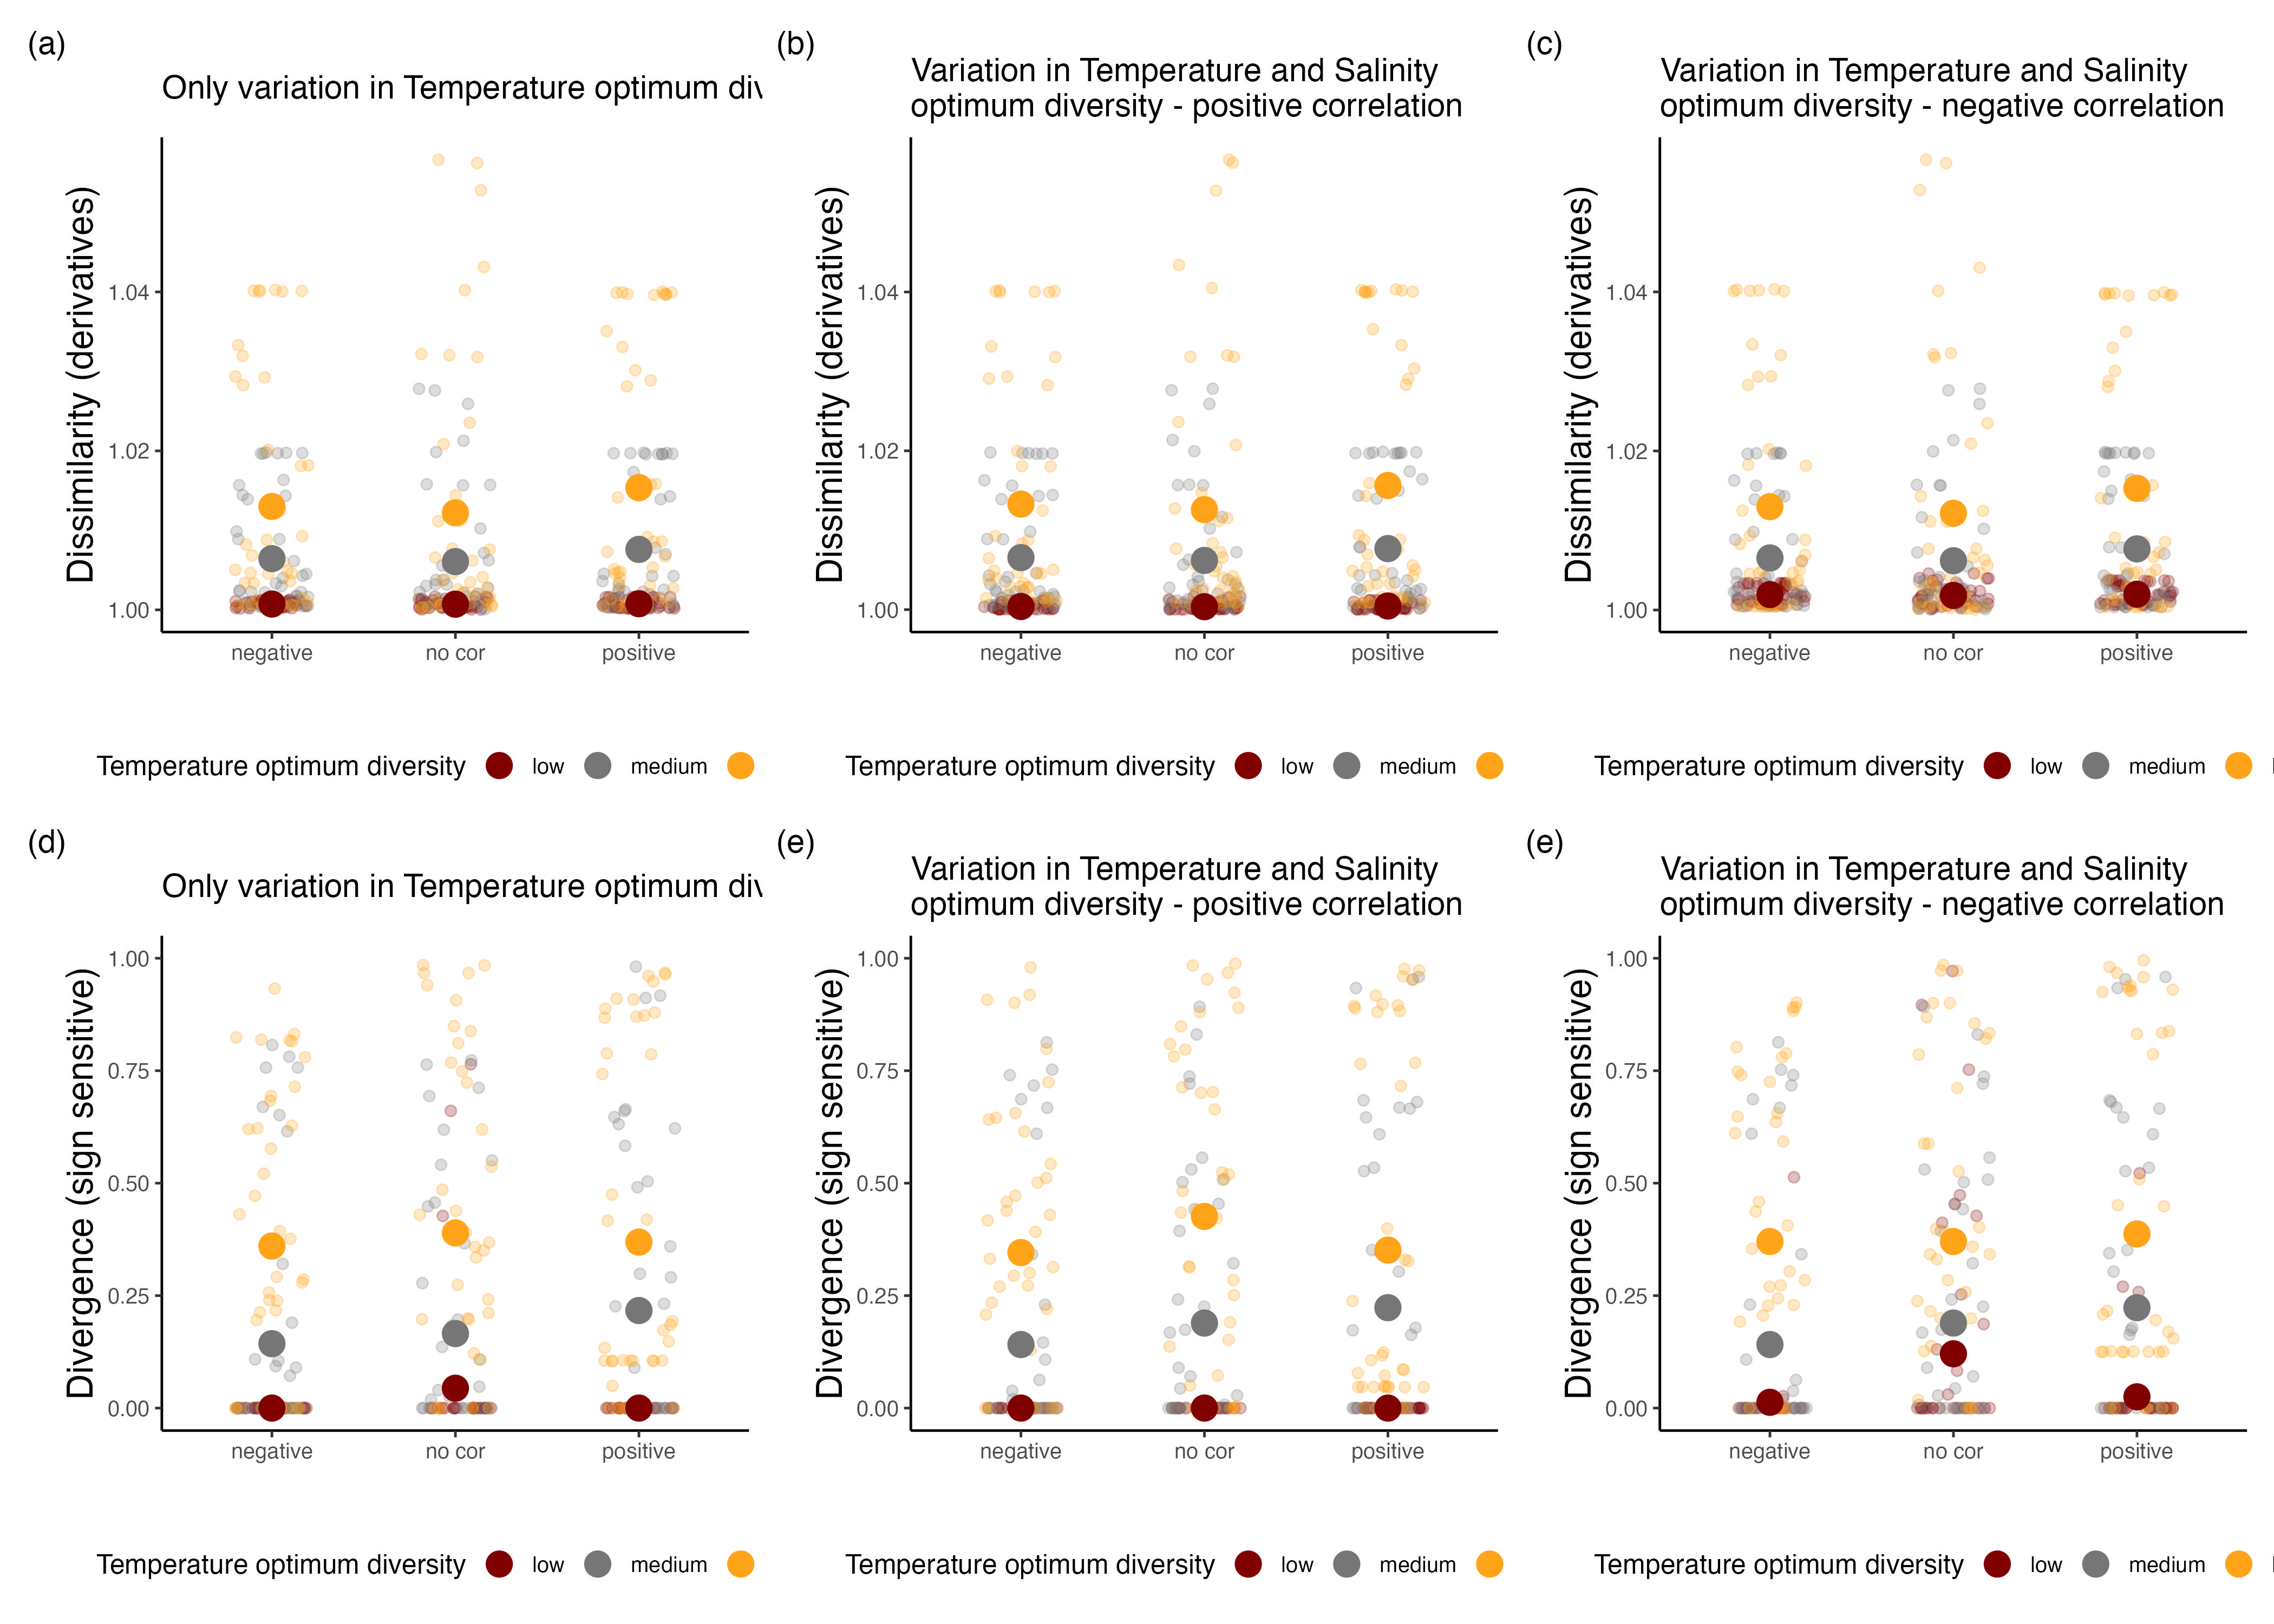 (a)
Only variation in Temperature optimum div
Dissimilarity (derivatives)
1.04
1.02
1.00
negative no cor positive
Temperature optimum diversity low medium
(b)
Variation in Temperature and Salinity
optimum diversity - positive correlation
Dissimilarity (derivatives)
1.04
1.02
1.00
negative no cor positive
Temperature optimum diversity low medium
(c)
Variation in Temperature and Salinity
optimum diversity - negative correlation
Dissimilarity (derivatives)
1.04
1.02
1.00
negative no cor positive
Temperature optimum diversity low medium
(d)
Only variation in Temperature optimum div
Divergence (sign sensitive)
1.00
0.75
0.50
0.25
0.00
negative no cor positive
Temperature optimum diversity low medium
(e)
Variation in Temperature and Salinity
optimum diversity - positive correlation
Divergence (sign sensitive)
1.00
0.75
0.50
0.25
0.00
negative no cor positive
Temperature optimum diversity low medium
(e)
Variation in Temperature and Salinity
optimum diversity - negative correlation
Divergence (sign sensitive)
1.00
0.75
0.50
0.25
0.00
negative no cor positive
Temperature optimum diversity low medium